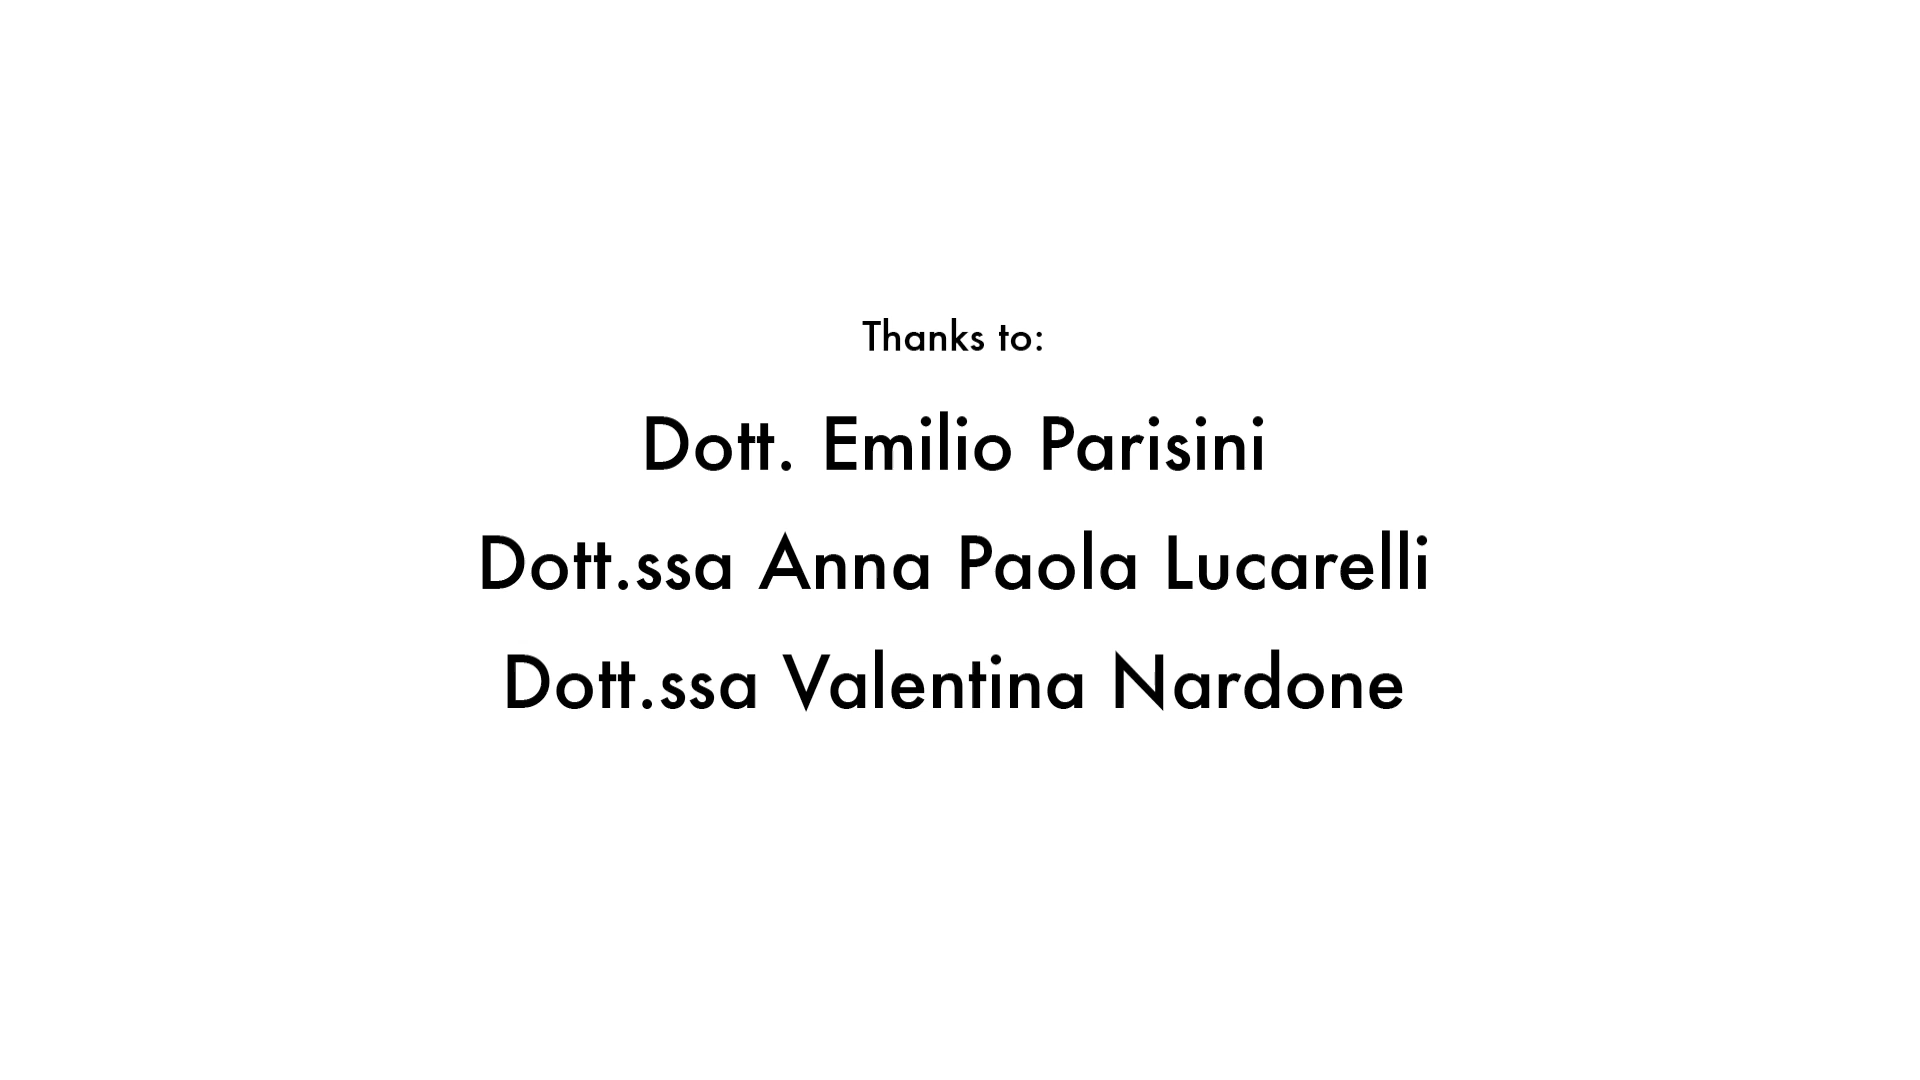 Thanks to:
Dott. Emilio Parisini
Dott.ssa Anna Paola Lucarelli
Dott.ssa Valentina Nardone